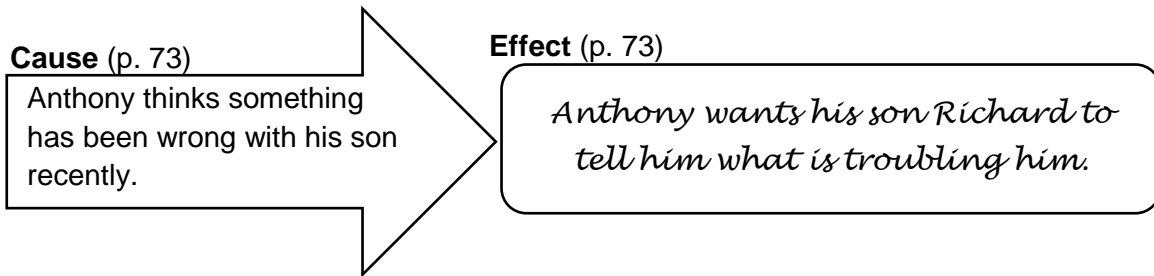 Cause (p. 73)
Anthony thinks something
has been wrong with his son
recently.
Effect (p. 73)
Anthony wants his son Richard to
tell him what is troubling him.